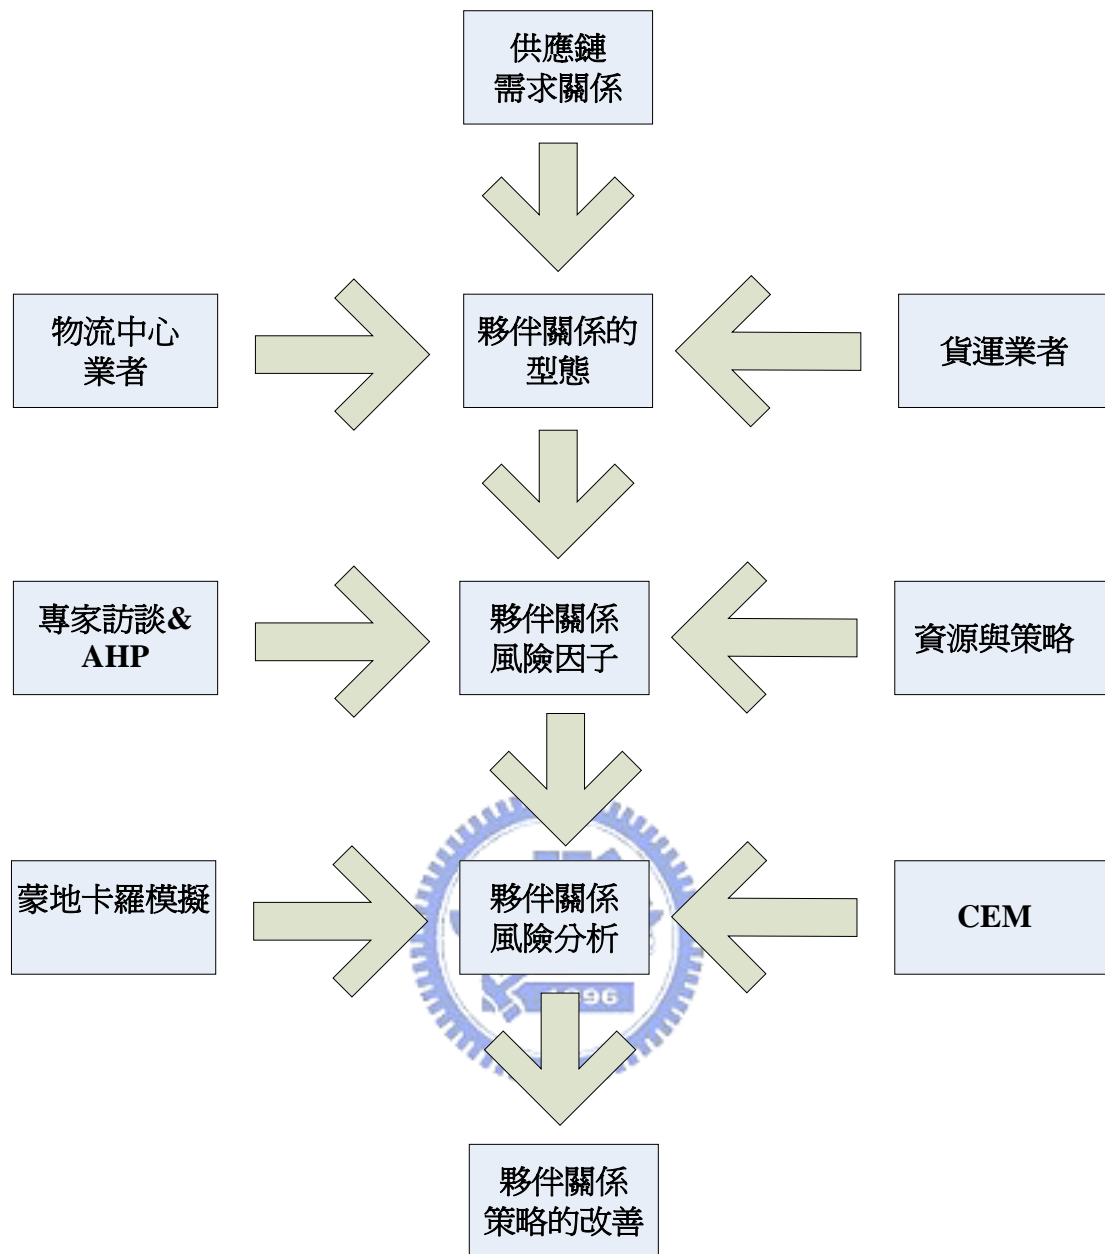 供應鏈
需求關係
物流中心
業者
夥伴關係的
型態
貨運業者
專家訪談&
AHP
夥伴關係
風險因子
資源與策略
蒙地卡羅模擬
夥伴關係
風險分析
CEM
夥伴關係
策略的改善